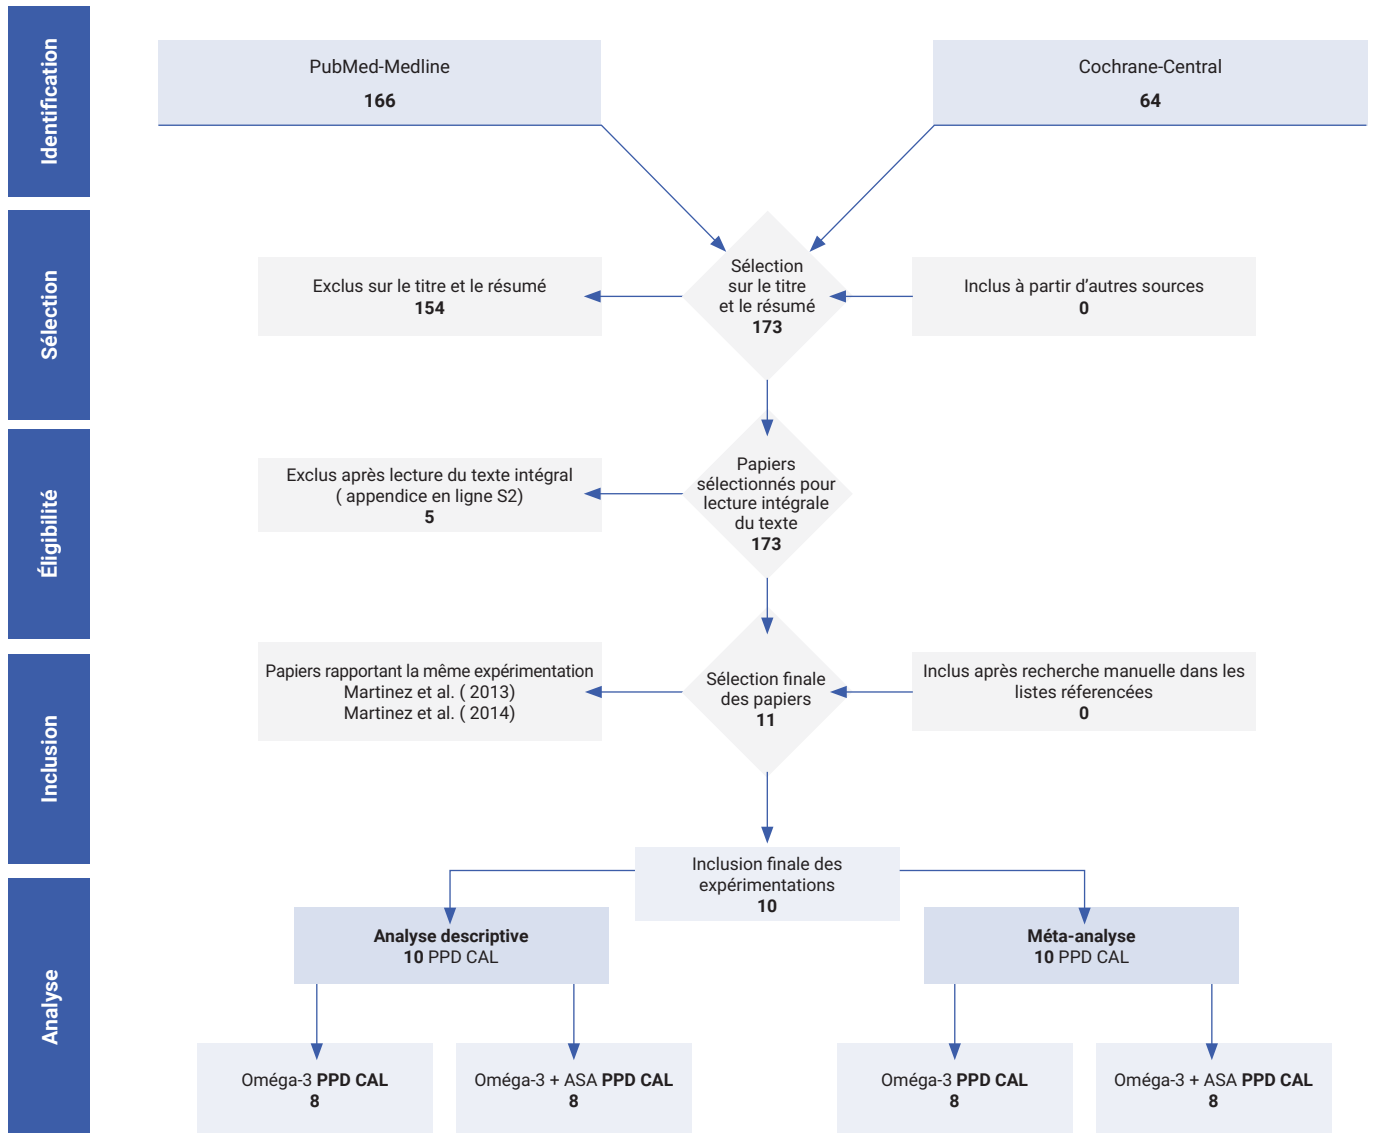 Identification
PubMed-Medline
166
Cochrane-Central
64
Sélection
Exclus sur le titre et le résumé
154
Sélection
sur le titre
et le résumé
173
Inclus à partir d'autres sources
0
Éligibilité
Exclus après lecture du texte intégral
( appendice en ligne S2)
5
Papiers
sélectionnés pour
lecture intégrale
du texte
173
Inclusion
Papiers rapportant la même expérimentation
Martinez et al. ( 2013)
Martinez et al. ( 2014)
Sélection finale
des papiers
11
Inclus après recherche manuelle dans les
listes réferencées
0
Inclusion finale des
expérimentations
10
Analyse
Analyse descriptive
10 PPD CAL
Méta-analyse
10 PPD CAL
Oméga-3 PPD CAL
8
Oméga-3 + ASA PPD CAL
8
Oméga-3 PPD CAL
8
Oméga-3 + ASA PPD CAL
8